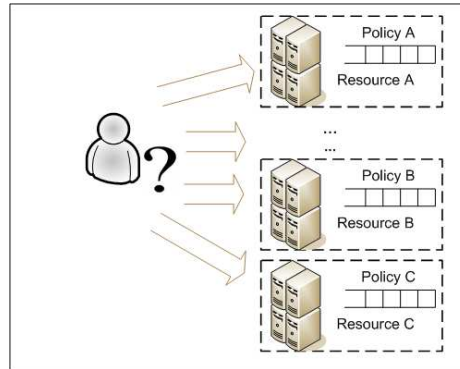 Policy A
Resource A
...
...
?
Policy B
Resource B
Policy C
Resource C